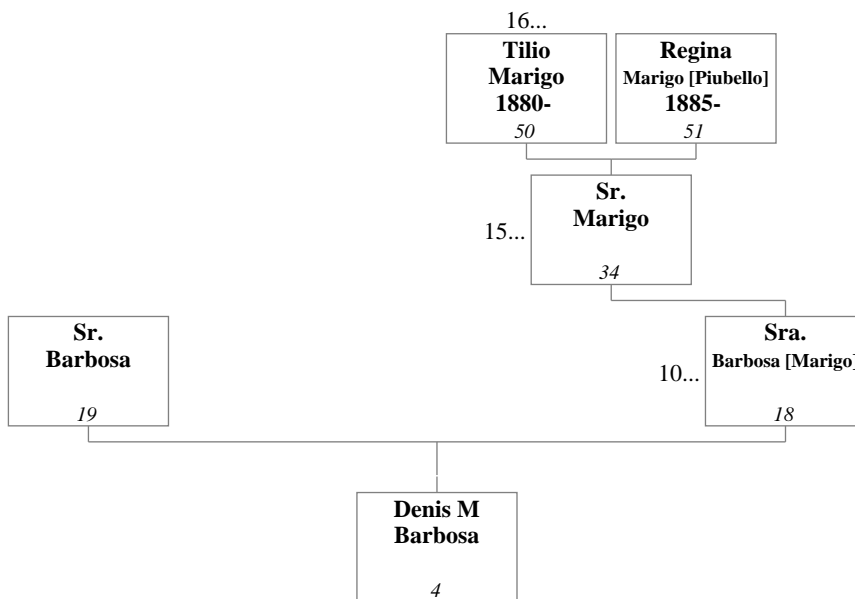 16...
Tilio
Marigo
1880-
50
Regina
Marigo [Piubello]
1885-
51
15...
Sr.
Marigo
34
Sr.
Barbosa
19
10...
Sra.
Barbosa [Marigo]
18
Denis M
Barbosa
4